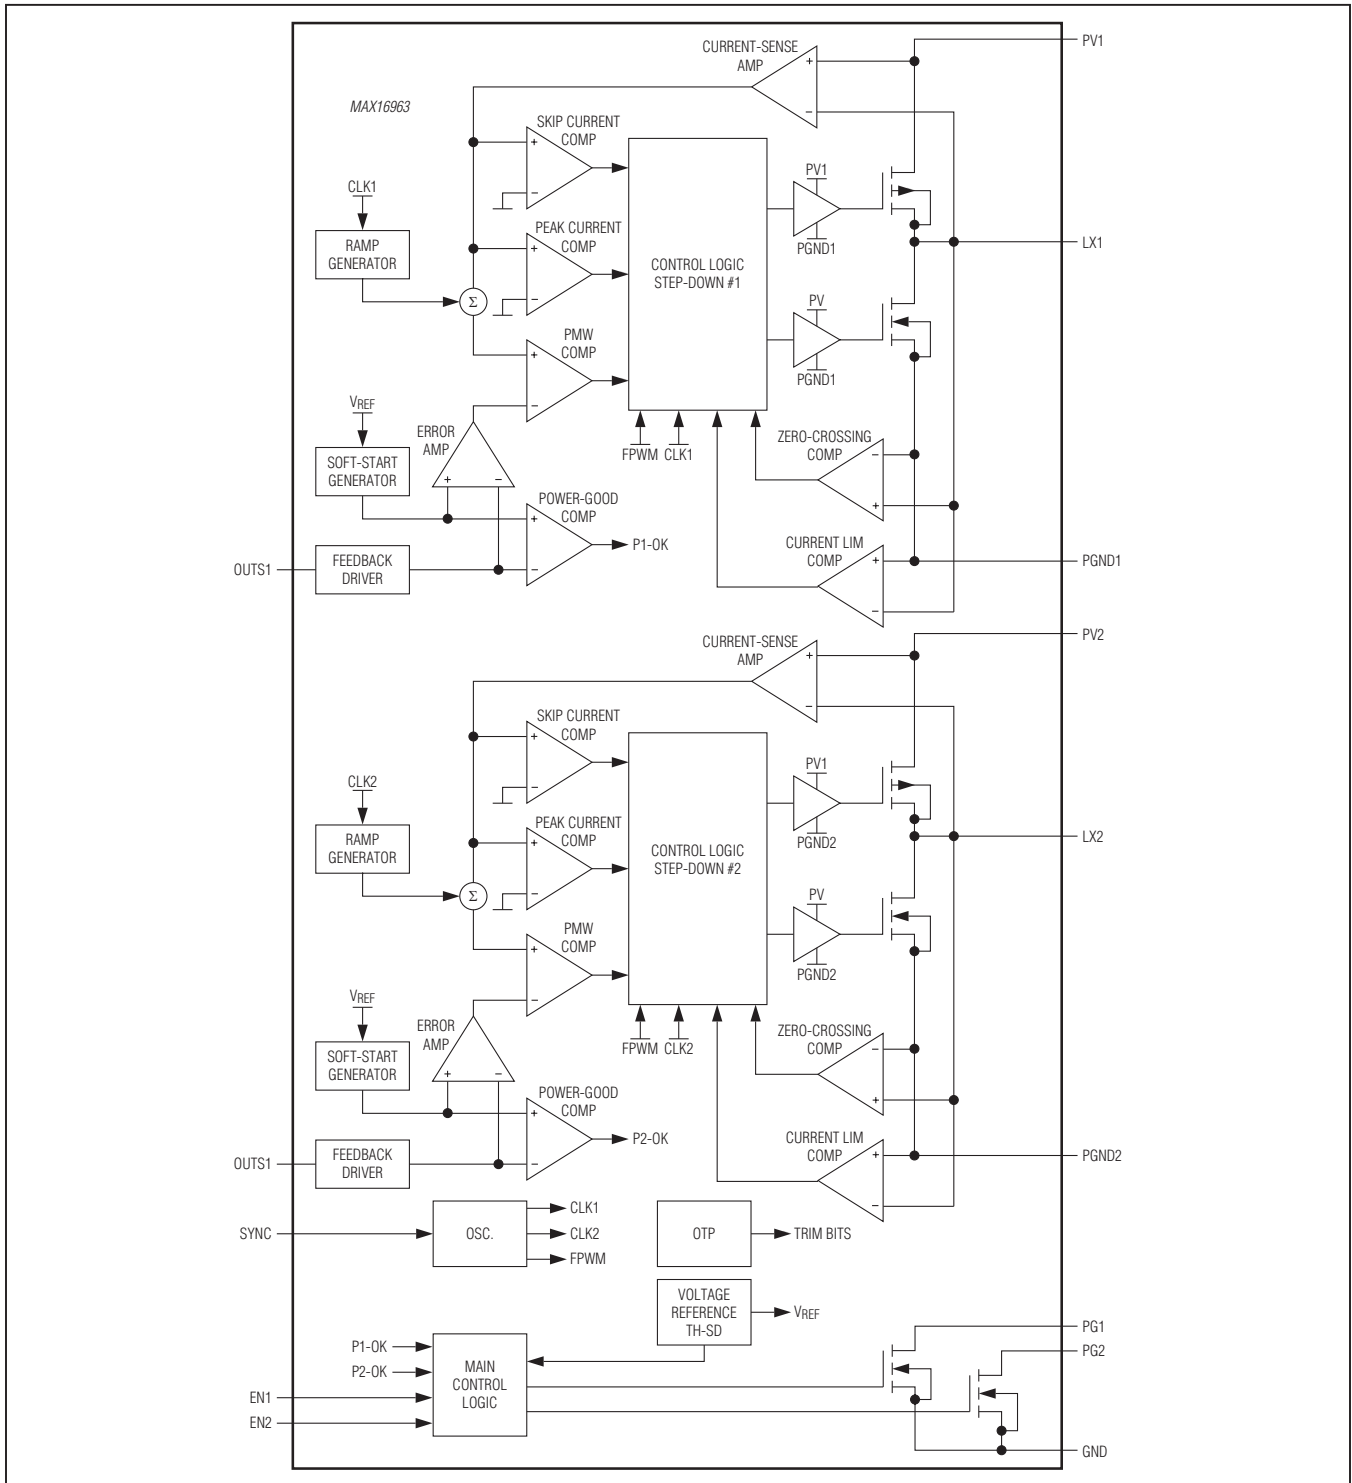 MAX16963
CURRENT-SENSE
AMP
+
−
PV1
SKIP CURRENT
COMP
+
−
CLK1
RAMP
GENERATOR
PEAK CURRENT
COMP
+
−
Σ
CONTROL LOGIC
STEP-DOWN #1
PV1
PGND1
LX1
PV
PGND1
PMW
COMP
+
−
VREF
SOFT-START
GENERATOR
ERROR
AMP
+
−
FPWM
CLK1
ZERO-CROSSING
COMP
−
+
POWER-GOOD
COMP
+
−
P1-OK
OUTS1
FEEDBACK
DRIVER
CURRENT LIM
COMP
+
−
PGND1
CURRENT-SENSE
AMP
+
−
PV2
SKIP CURRENT
COMP
+
−
CLK2
RAMP
GENERATOR
PEAK CURRENT
COMP
+
−
Σ
CONTROL LOGIC
STEP-DOWN #2
PV1
PGND2
LX2
PV
PGND2
PMW
COMP
+
−
VREF
SOFT-START
GENERATOR
ERROR
AMP
+
−
FPWM
CLK2
ZERO-CROSSING
COMP
−
+
POWER-GOOD
COMP
+
−
P2-OK
OUTS1
FEEDBACK
DRIVER
CURRENT LIM
COMP
+
−
PGND2
SYNC
OSC.
CLK1
CLK2
FPWM
OTP
TRIM BITS
VOLTAGE
REFERENCE
TH-SD
VREF
P1-OK
P2-OK
EN1
EN2
MAIN
CONTROL
LOGIC
PG1
PG2
GND